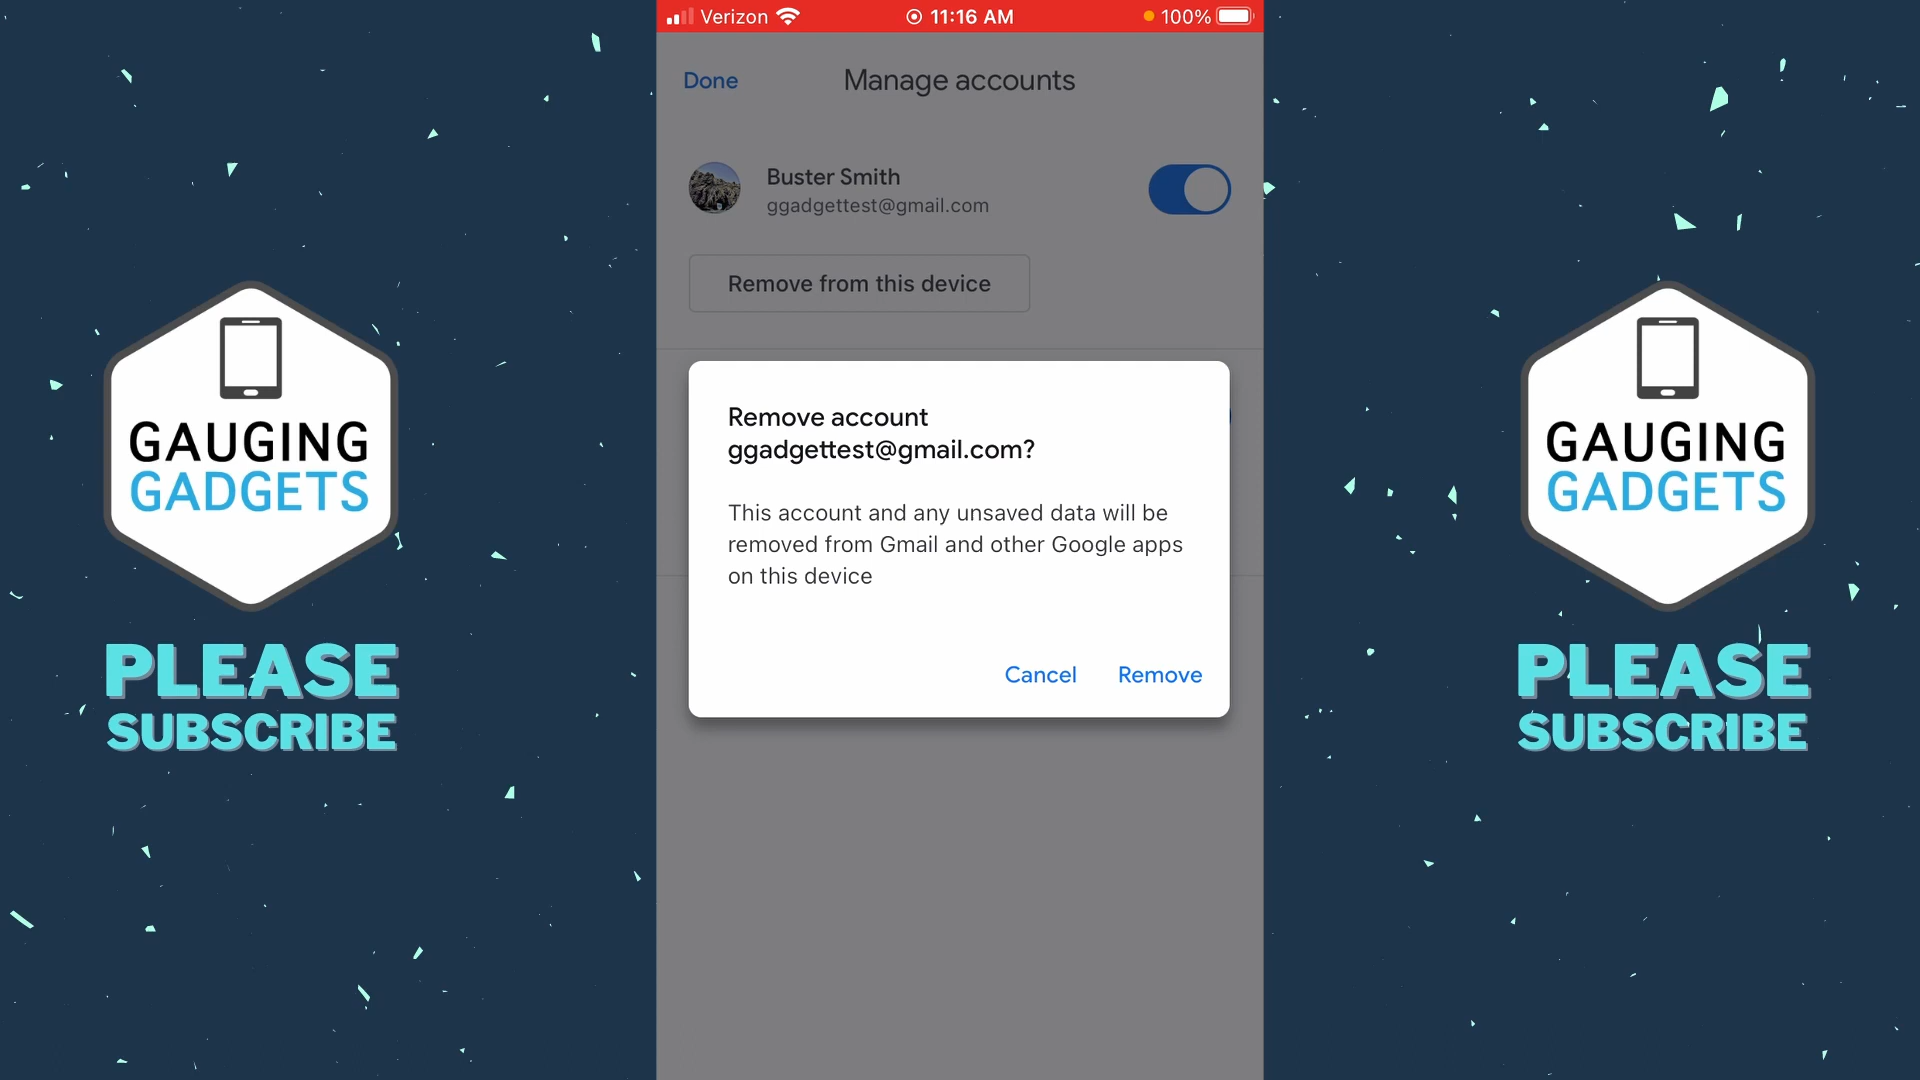 Verizon 11:16 AM 100%
Done Manage accounts
Buster Smith
ggadgettest@gmail.com
Remove from this device
Remove account
ggadgettest@gmail.com?
This account and any unsaved data will be
removed from Gmail and other Google apps
on this device
Cancel Remove
GAUGING
GADGETS
PLEASE
SUBSCRIBE
GAUGING
GADGETS
PLEASE
SUBSCRIBE